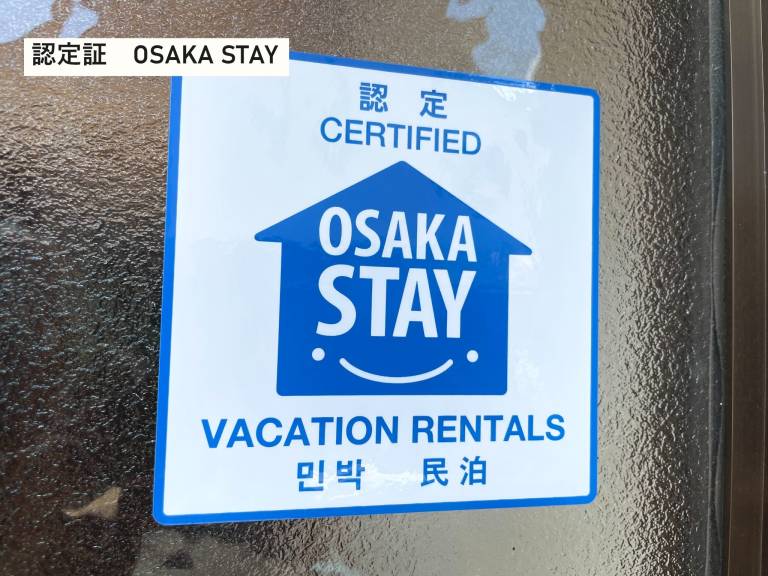 認定証　OSAKA STAY
認 定
CERTIFIED
OSAKA
STAY
VACATION RENTALS
민박 民泊